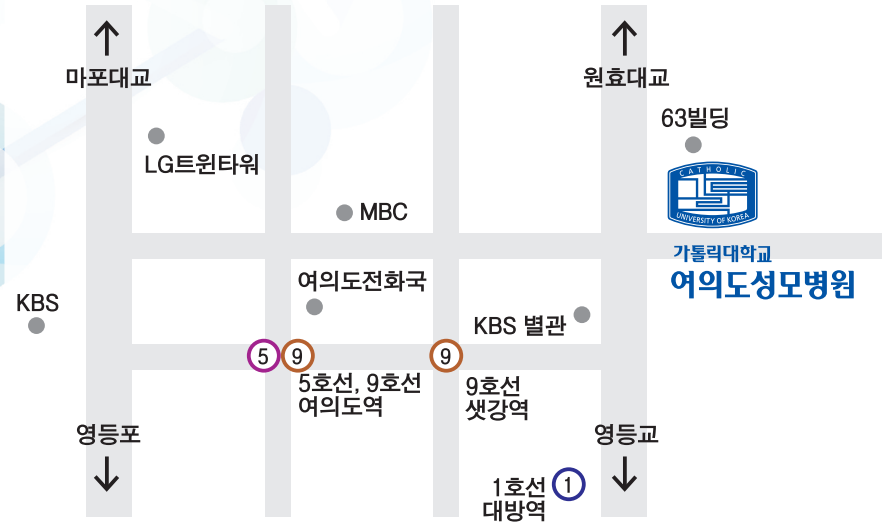 마포대교
원효대교
63빌딩
LG트윈타워
CATHOLIC
UNIVERSITY OF KOREA
MBC
가톨릭대학교
여의도성모병원
여의도전화국
KBS
KBS 별관
5
9
9
5호선, 9호선
여의도역
9호선
샛강역
영등포
영등교
1호선
대방역
1